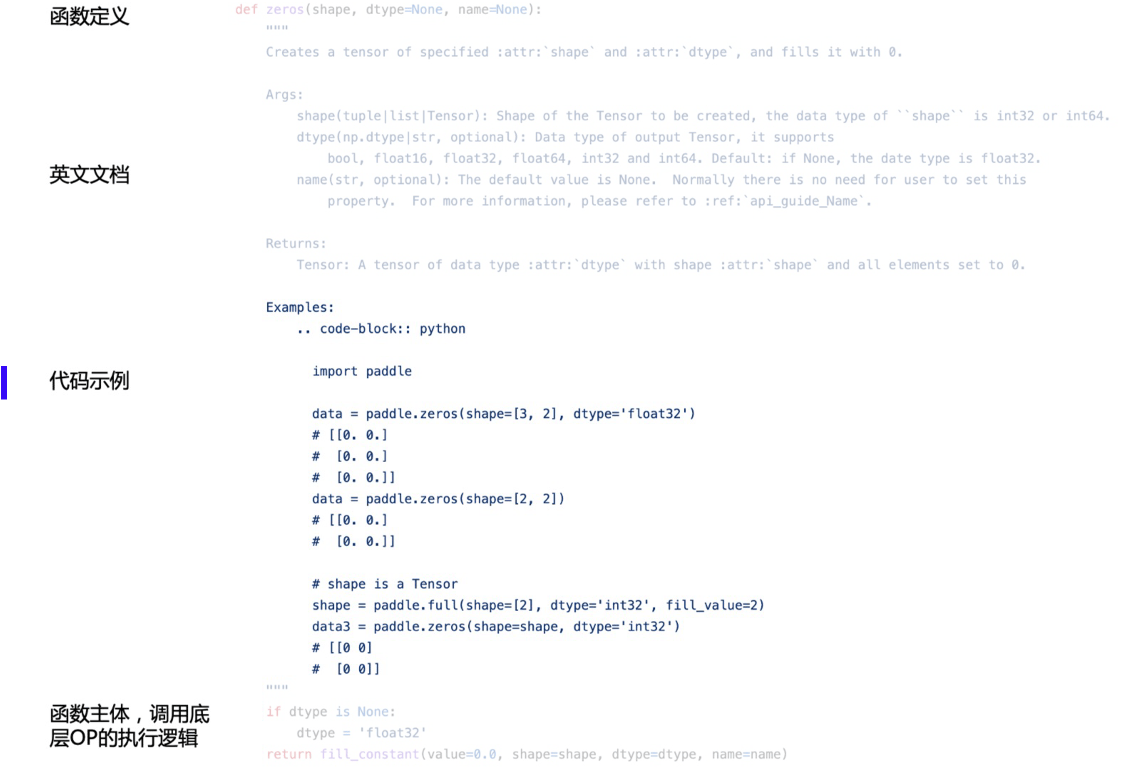 函数定义
def zeros(shape, dtype=None, name=None):
"""
Creates a tensor of specified :attr:`shape` and :attr:`dtype`, and fills it with 0.
Args:
shape(tuple|list|Tensor): Shape of the Tensor to be created, the data type of ``shape`` is int32 or int64.
dtype(np.dtype|str, optional): Data type of output Tensor, it supports
bool, float16, float32, float64, int32 and int64. Default: if None, the date type is float32.
英文文档
name(str, optional): The default value is None.  Normally there is no need for user to set this
property.  For more information, please refer to :ref:`api_guide_Name`.
Returns:
Tensor: A tensor of data type :attr:`dtype` with shape :attr:`shape` and all elements set to 0.
Examples:
.. code-block:: python
代码示例
import paddle
data = paddle.zeros(shape=[3, 2], dtype='float32')
# [[0. 0.]
#  [0. 0.]
#  [0. 0.]]
data = paddle.zeros(shape=[2, 2])
# [[0. 0.]
#  [0. 0.]]
# shape is a Tensor
shape = paddle.full(shape=[2], dtype='int32', fill_value=2)
data3 = paddle.zeros(shape=shape, dtype='int32')
# [[0 0]
#  [0 0]]
"""
函数主体，调用底
层OP的执行逻辑
if dtype is None:
dtype = 'float32'
return fill_constant(value=0.0, shape=shape, dtype=dtype, name=name)